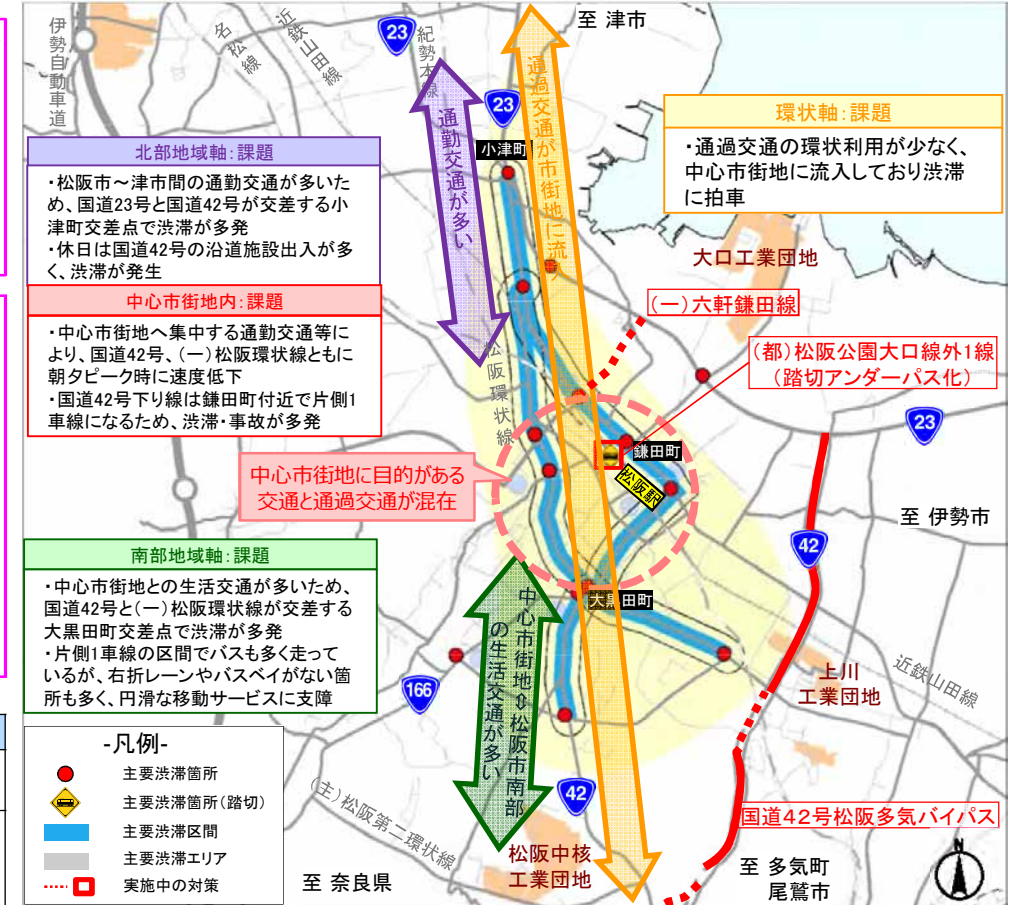 至 津市
伊勢自動車道
名松線
近鉄山田線
紀勢本線
23
23
通過交通が市街地に流
通勤交通が多い
小津町
環状軸:課題
・通過交通の環状利用が少なく、
中心市街地に流入しており渋滞
に拍車
北部地域軸:課題
・松阪市～津市間の通勤交通が多いた
め、国道23号と国道42号が交差する小
津町交差点で渋滞が多発
・休日は国道42号の沿道施設出入が多
く、渋滞が発生
大口工業団地
中心市街地内:課題
・中心市街地へ集中する通勤交通等に
より、国道42号、(一)松阪環状線ともに
朝夕ピーク時に速度低下
・国道42号下り線は鎌田町付近で片側1
車線になるため、渋滞・事故が多発
(一)六軒鎌田線
松阪環状線
(都)松阪公園大口線外1線
(踏切アンダーパス化)
23
鎌田町
松阪駅
中心市街地に目的がある
交通と通過交通が混在
至 伊勢市
42
南部地域軸:課題
・中心市街地との生活交通が多いため、
国道42号と(一)松阪環状線が交差する
大黒田町交差点で渋滞が多発
・片側1車線の区間でバスも多く走って
いるが、右折レーンやバスベイがない箇
所も多く、円滑な移動サービスに支障
大黒田町
中心市街地⇔松阪市南部
の生活交通が多い
166
近鉄山田線
上川
工業団地
-凡例-
主要渋滞箇所
主要渋滞箇所(踏切)
主要渋滞区間
主要渋滞エリア
実施中の対策
(主)松阪第二環状線
42
国道42号松阪多気バイパス
松阪中核
工業団地
至 奈良県
至 多気町
尾鷲市
N